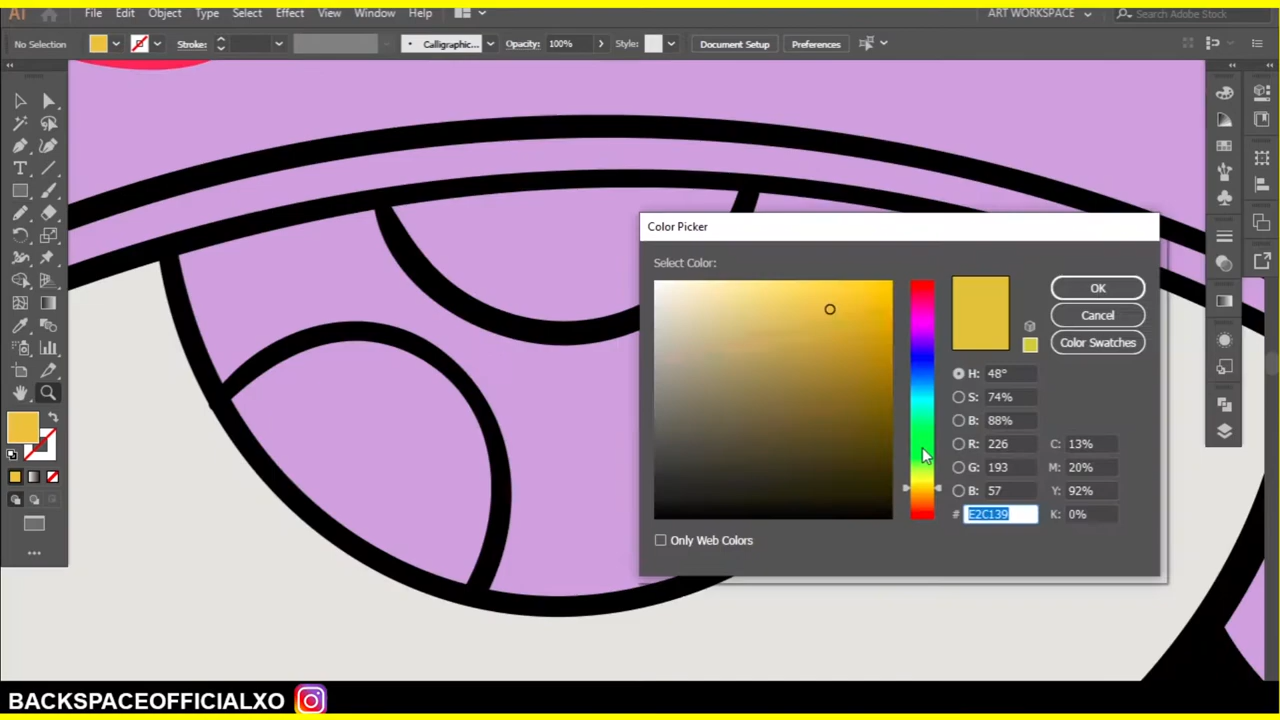 Ai File Edit Object Type Select Effect View Window Help ART WORKSPACE Search Adobe Stock
No Selection Stroke: Calligraphic... Opacity: 100% Style: Document Setup Preferences
Color Picker
Select Color:
OK
Cancel
Color Swatches
H: 48°
S: 74%
B: 88%
R: 226 C: 13%
G: 193 M: 20%
B: 57 Y: 92%
# E2C139 K: 0%
Only Web Colors
BACKSPACEOFFICIALXO